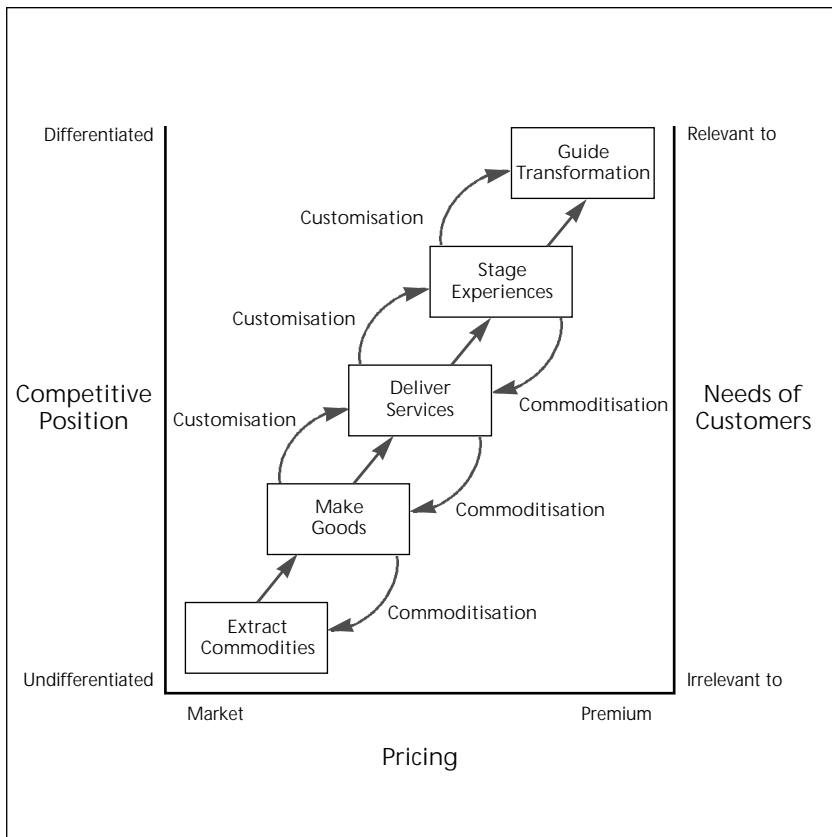 Differentiated
Relevant to
Guide
Transformation
Customisation
Stage
Experiences
Customisation
Competitive
Position
Deliver
Services
Commoditisation
Needs of
Customers
Customisation
Make
Goods
Commoditisation
Extract
Commodities
Commoditisation
Undifferentiated
Irrelevant to
Market
Premium
Pricing